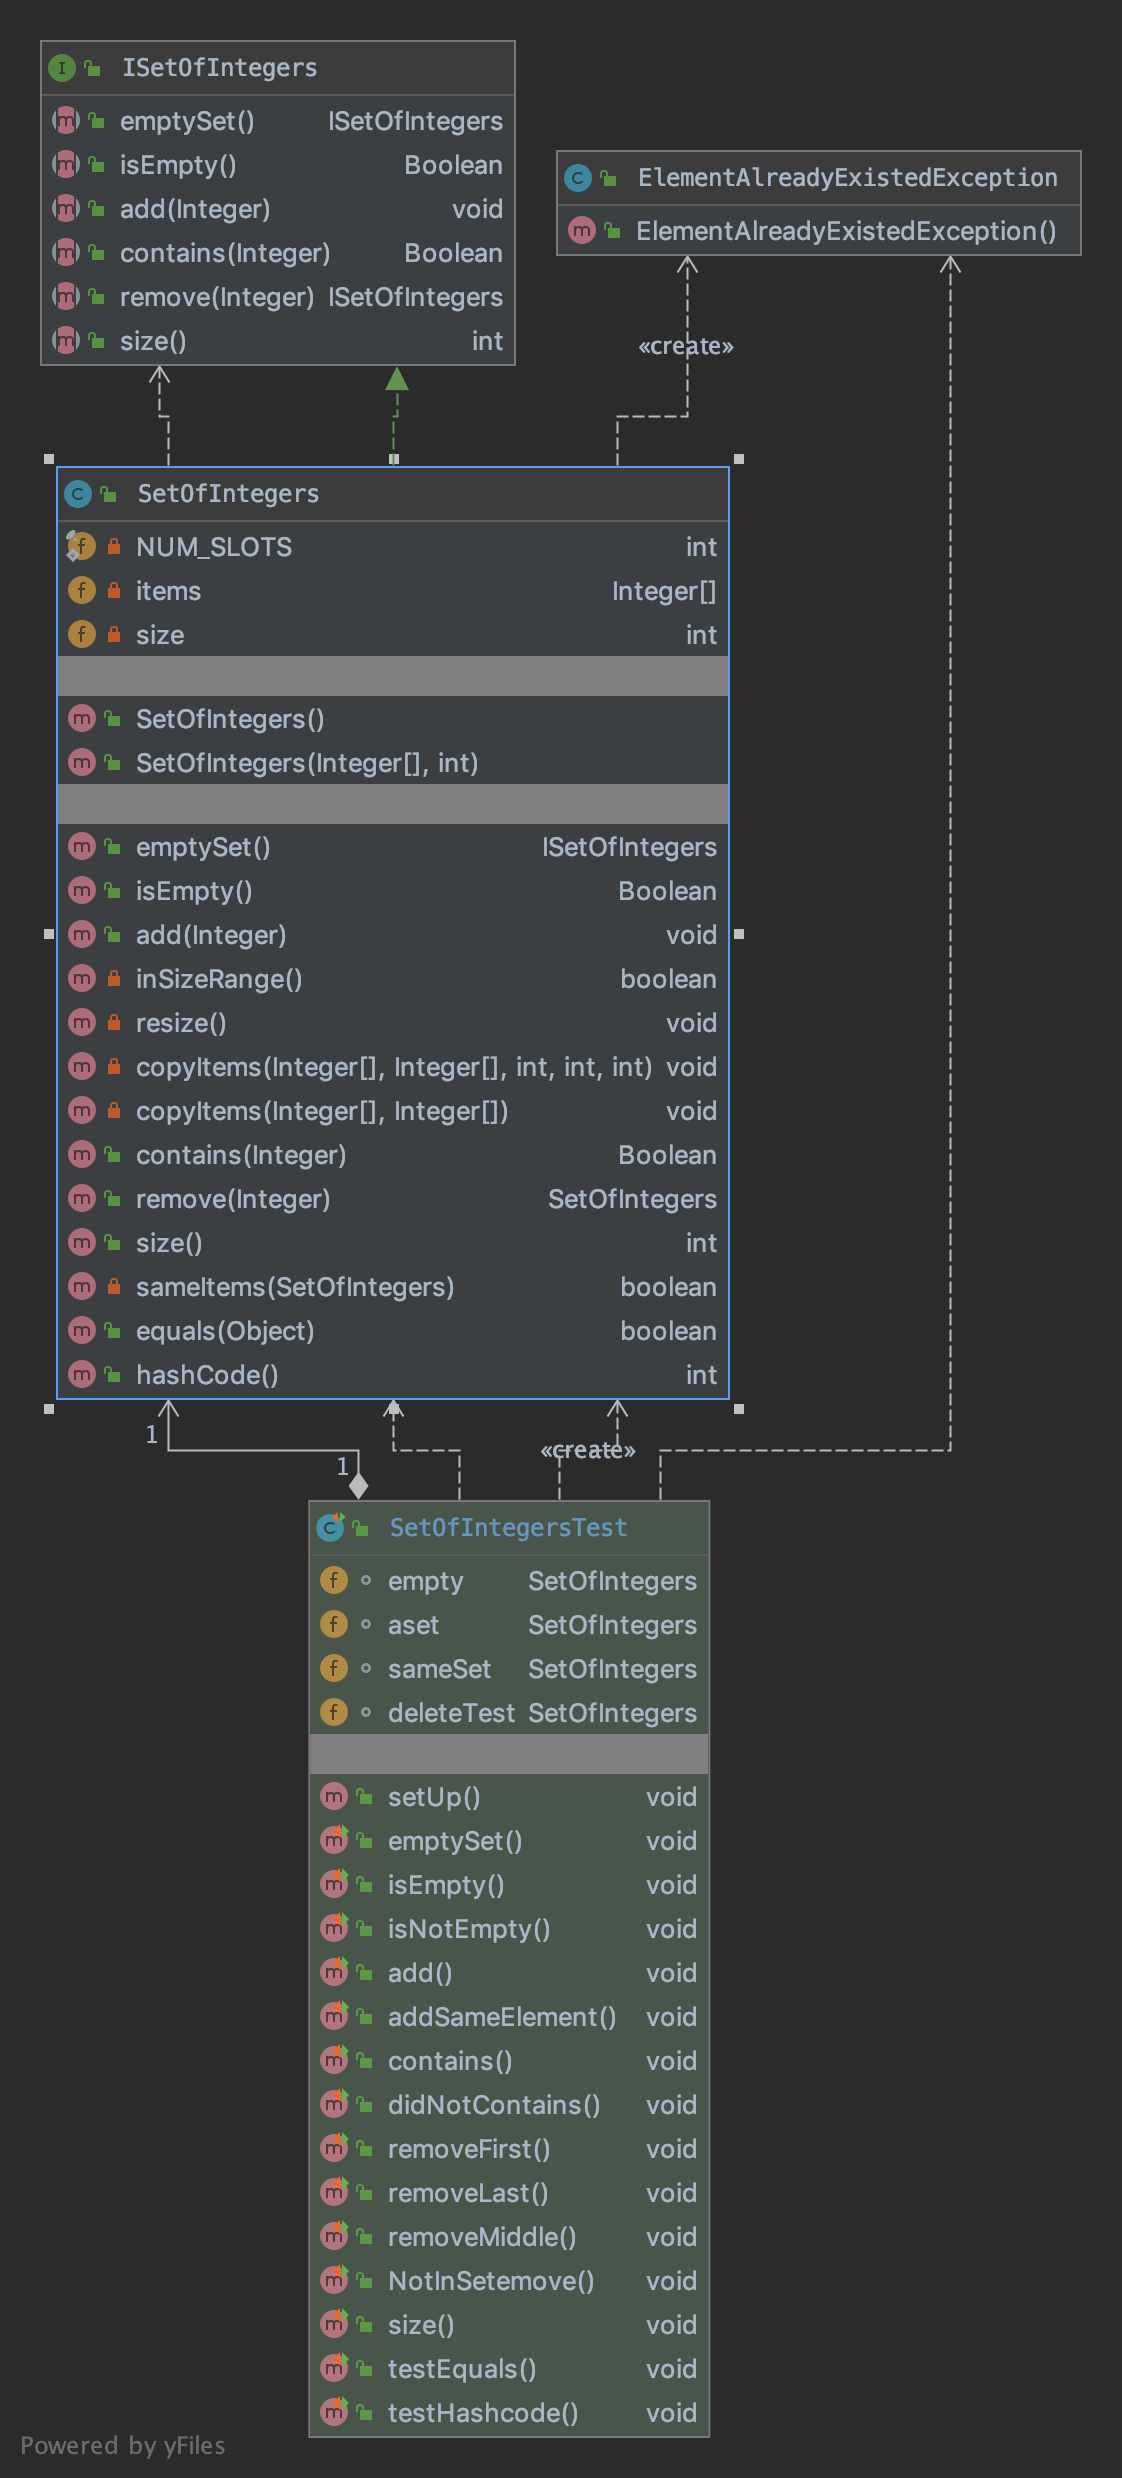 ISetOfIntegers
emptySet() ISetOfIntegers
isEmpty() Boolean
add(Integer) void
contains(Integer) Boolean
remove(Integer) ISetOfIntegers
size() int
ElementAlreadyExistedException
ElementAlreadyExistedException()
«create»
SetOfIntegers
NUM_SLOTS int
items Integer[]
size int
SetOfIntegers()
SetOfIntegers(Integer[], int)
emptySet() ISetOfIntegers
isEmpty() Boolean
add(Integer) void
inSizeRange() boolean
resize() void
copyItems(Integer[], Integer[], int, int, int) void
copyItems(Integer[], Integer[]) void
contains(Integer) Boolean
remove(Integer) SetOfIntegers
size() int
sameItems(SetOfIntegers) boolean
equals(Object) boolean
hashCode() int
1
1
«create»
SetOfIntegersTest
empty SetOfIntegers
aset SetOfIntegers
sameSet SetOfIntegers
deleteTest SetOfIntegers
setUp() void
emptySet() void
isEmpty() void
isNotEmpty() void
add() void
addSameElement() void
contains() void
didNotContains() void
removeFirst() void
removeLast() void
removeMiddle() void
NotInSetemove() void
size() void
testEquals() void
testHashcode() void
Powered by yFiles